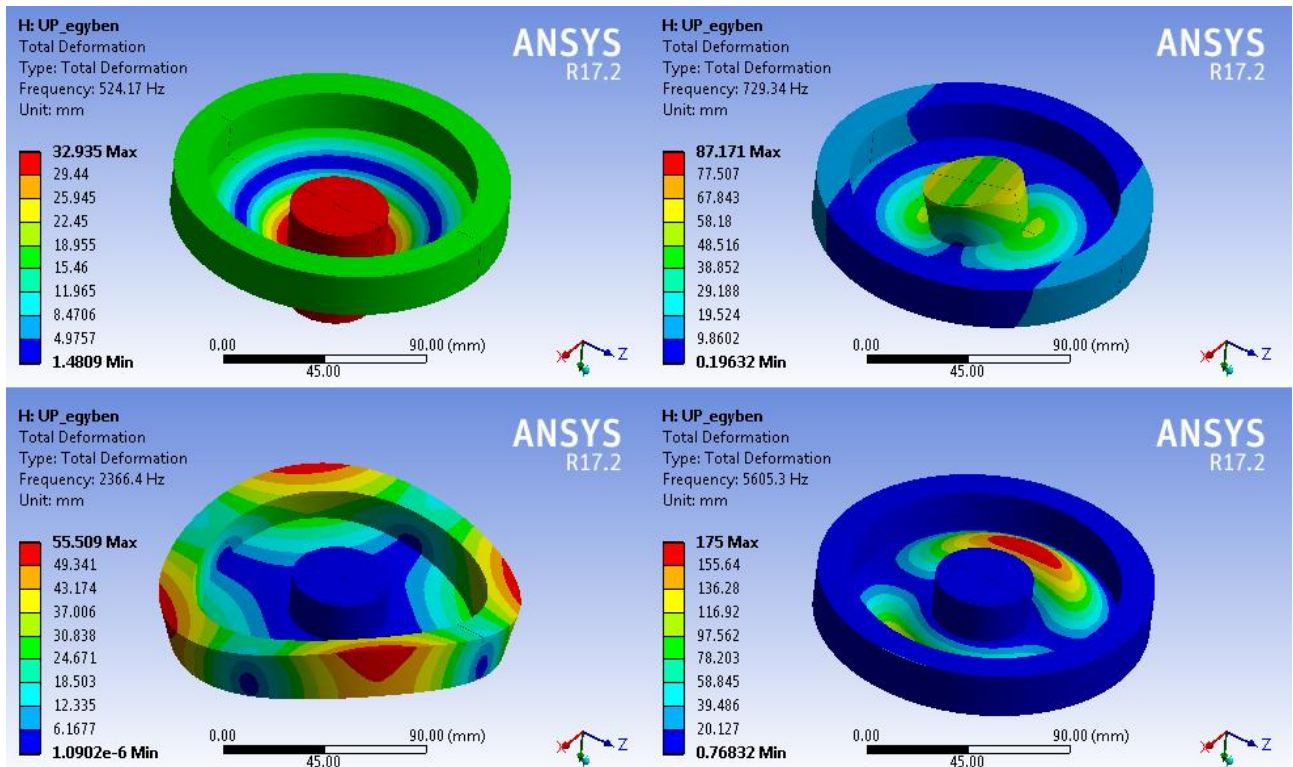 H: UP_egyben
Total Deformation
Type: Total Deformation
Frequency: 524.17 Hz
Unit: mm
ANSYS
R17.2
32.935 Max
29.44
25.945
22.45
18.955
15.46
11.965
8.4706
4.9757
1.4809 Min
0.00
90.00 (mm)
45.00
X
Z
H: UP_egyben
Total Deformation
Type: Total Deformation
Frequency: 729.34 Hz
Unit: mm
ANSYS
R17.2
87.171 Max
77.507
67.843
58.18
48.516
38.852
29.188
19.524
9.8602
0.19632 Min
0.00
90.00 (mm)
45.00
X
Z
H: UP_egyben
Total Deformation
Type: Total Deformation
Frequency: 2366.4 Hz
Unit: mm
ANSYS
R17.2
55.509 Max
49.341
43.174
37.006
30.838
24.671
18.503
12.335
6.1677
1.0902e-6 Min
0.00
90.00 (mm)
45.00
X
Z
H: UP_egyben
Total Deformation
Type: Total Deformation
Frequency: 5605.3 Hz
Unit: mm
ANSYS
R17.2
175 Max
155.64
136.28
116.92
97.562
78.203
58.845
39.486
20.127
0.76832 Min
0.00
90.00 (mm)
45.00
X
Z